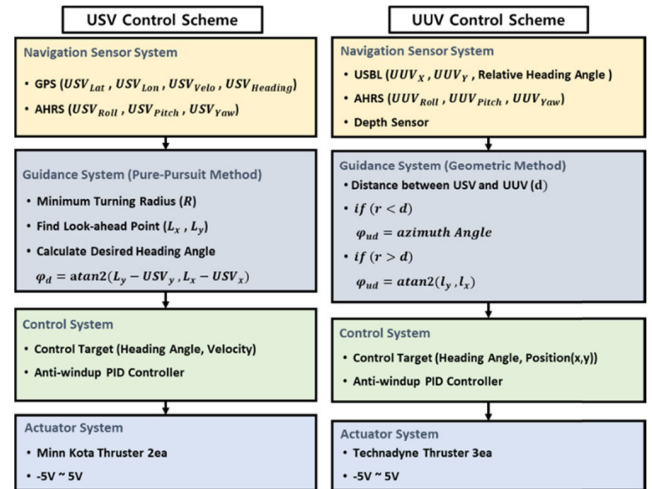 USV Control Scheme
Navigation Sensor System
• GPS (USV_Lat , USV_Lon , USV_Velo , USV_Heading)
• AHRS (USV_Roll , USV_Pitch , USV_Yaw)
Guidance System (Pure-Pursuit Method)
• Minimum Turning Radius (R)
• Find Look-ahead Point (L_x , L_y)
• Calculate Desired Heading Angle
φ_d = atan2(L_y − USV_y , L_x − USV_x)
Control System
• Control Target (Heading Angle, Velocity)
• Anti-windup PID Controller
Actuator System
• Minn Kota Thruster 2ea
• -5V ~ 5V
UUV Control Scheme
Navigation Sensor System
• USBL (UUV_X , UUV_Y , Relative Heading Angle )
• AHRS (UUV_Roll , UUV_Pitch , UUV_Yaw)
• Depth Sensor
Guidance System (Geometric Method)
• Distance between USV and UUV (d)
• if (r < d)
φ_ud = azimuth Angle
• if (r > d)
φ_ud = atan2(l_y , l_x)
Control System
• Control Target (Heading Angle, Position(x,y))
• Anti-windup PID Controller
Actuator System
• Technadyne Thruster 3ea
• -5V ~ 5V